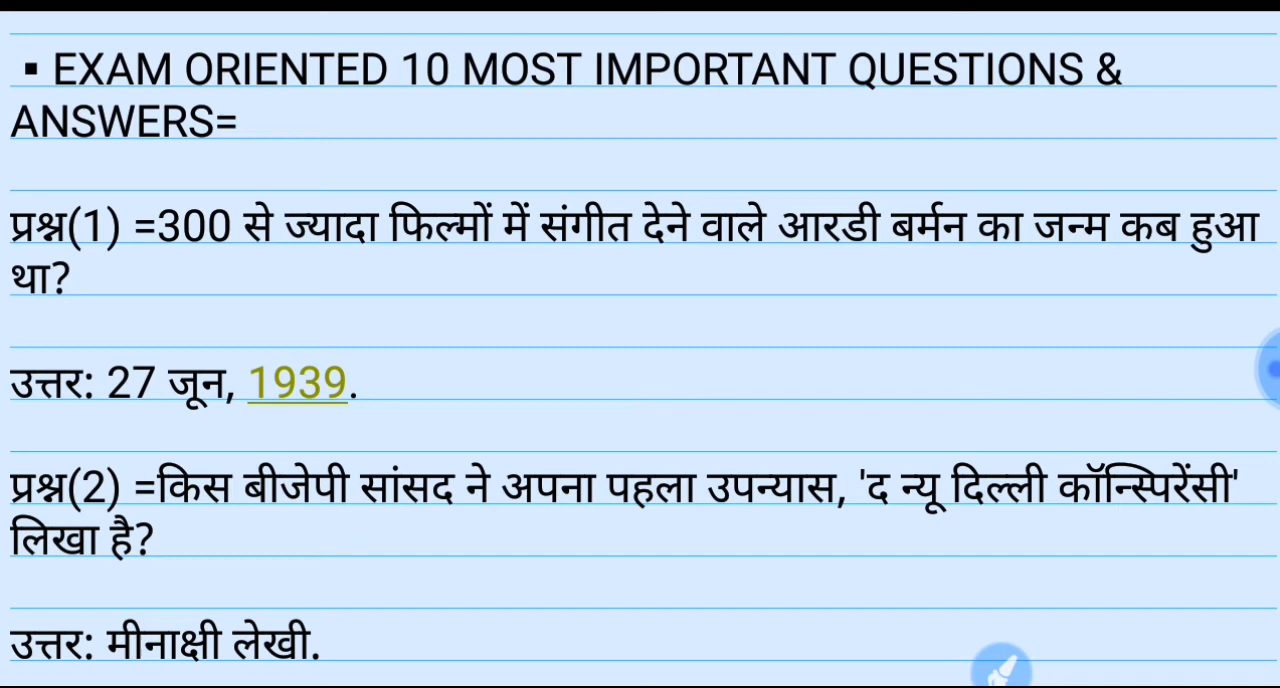 ▪ EXAM ORIENTED 10 MOST IMPORTANT QUESTIONS &
ANSWERS=
प्रश्न(1) =300 से ज्यादा फिल्मों में संगीत देने वाले आरडी बर्मन का जन्म कब हुआ
था?
उत्तर: 27 जून, 1939.
प्रश्न(2) =किस बीजेपी सांसद ने अपना पहला उपन्यास, 'द न्यू दिल्ली कॉन्स्पिरेंसी'
लिखा है?
उत्तर: मीनाक्षी लेखी.